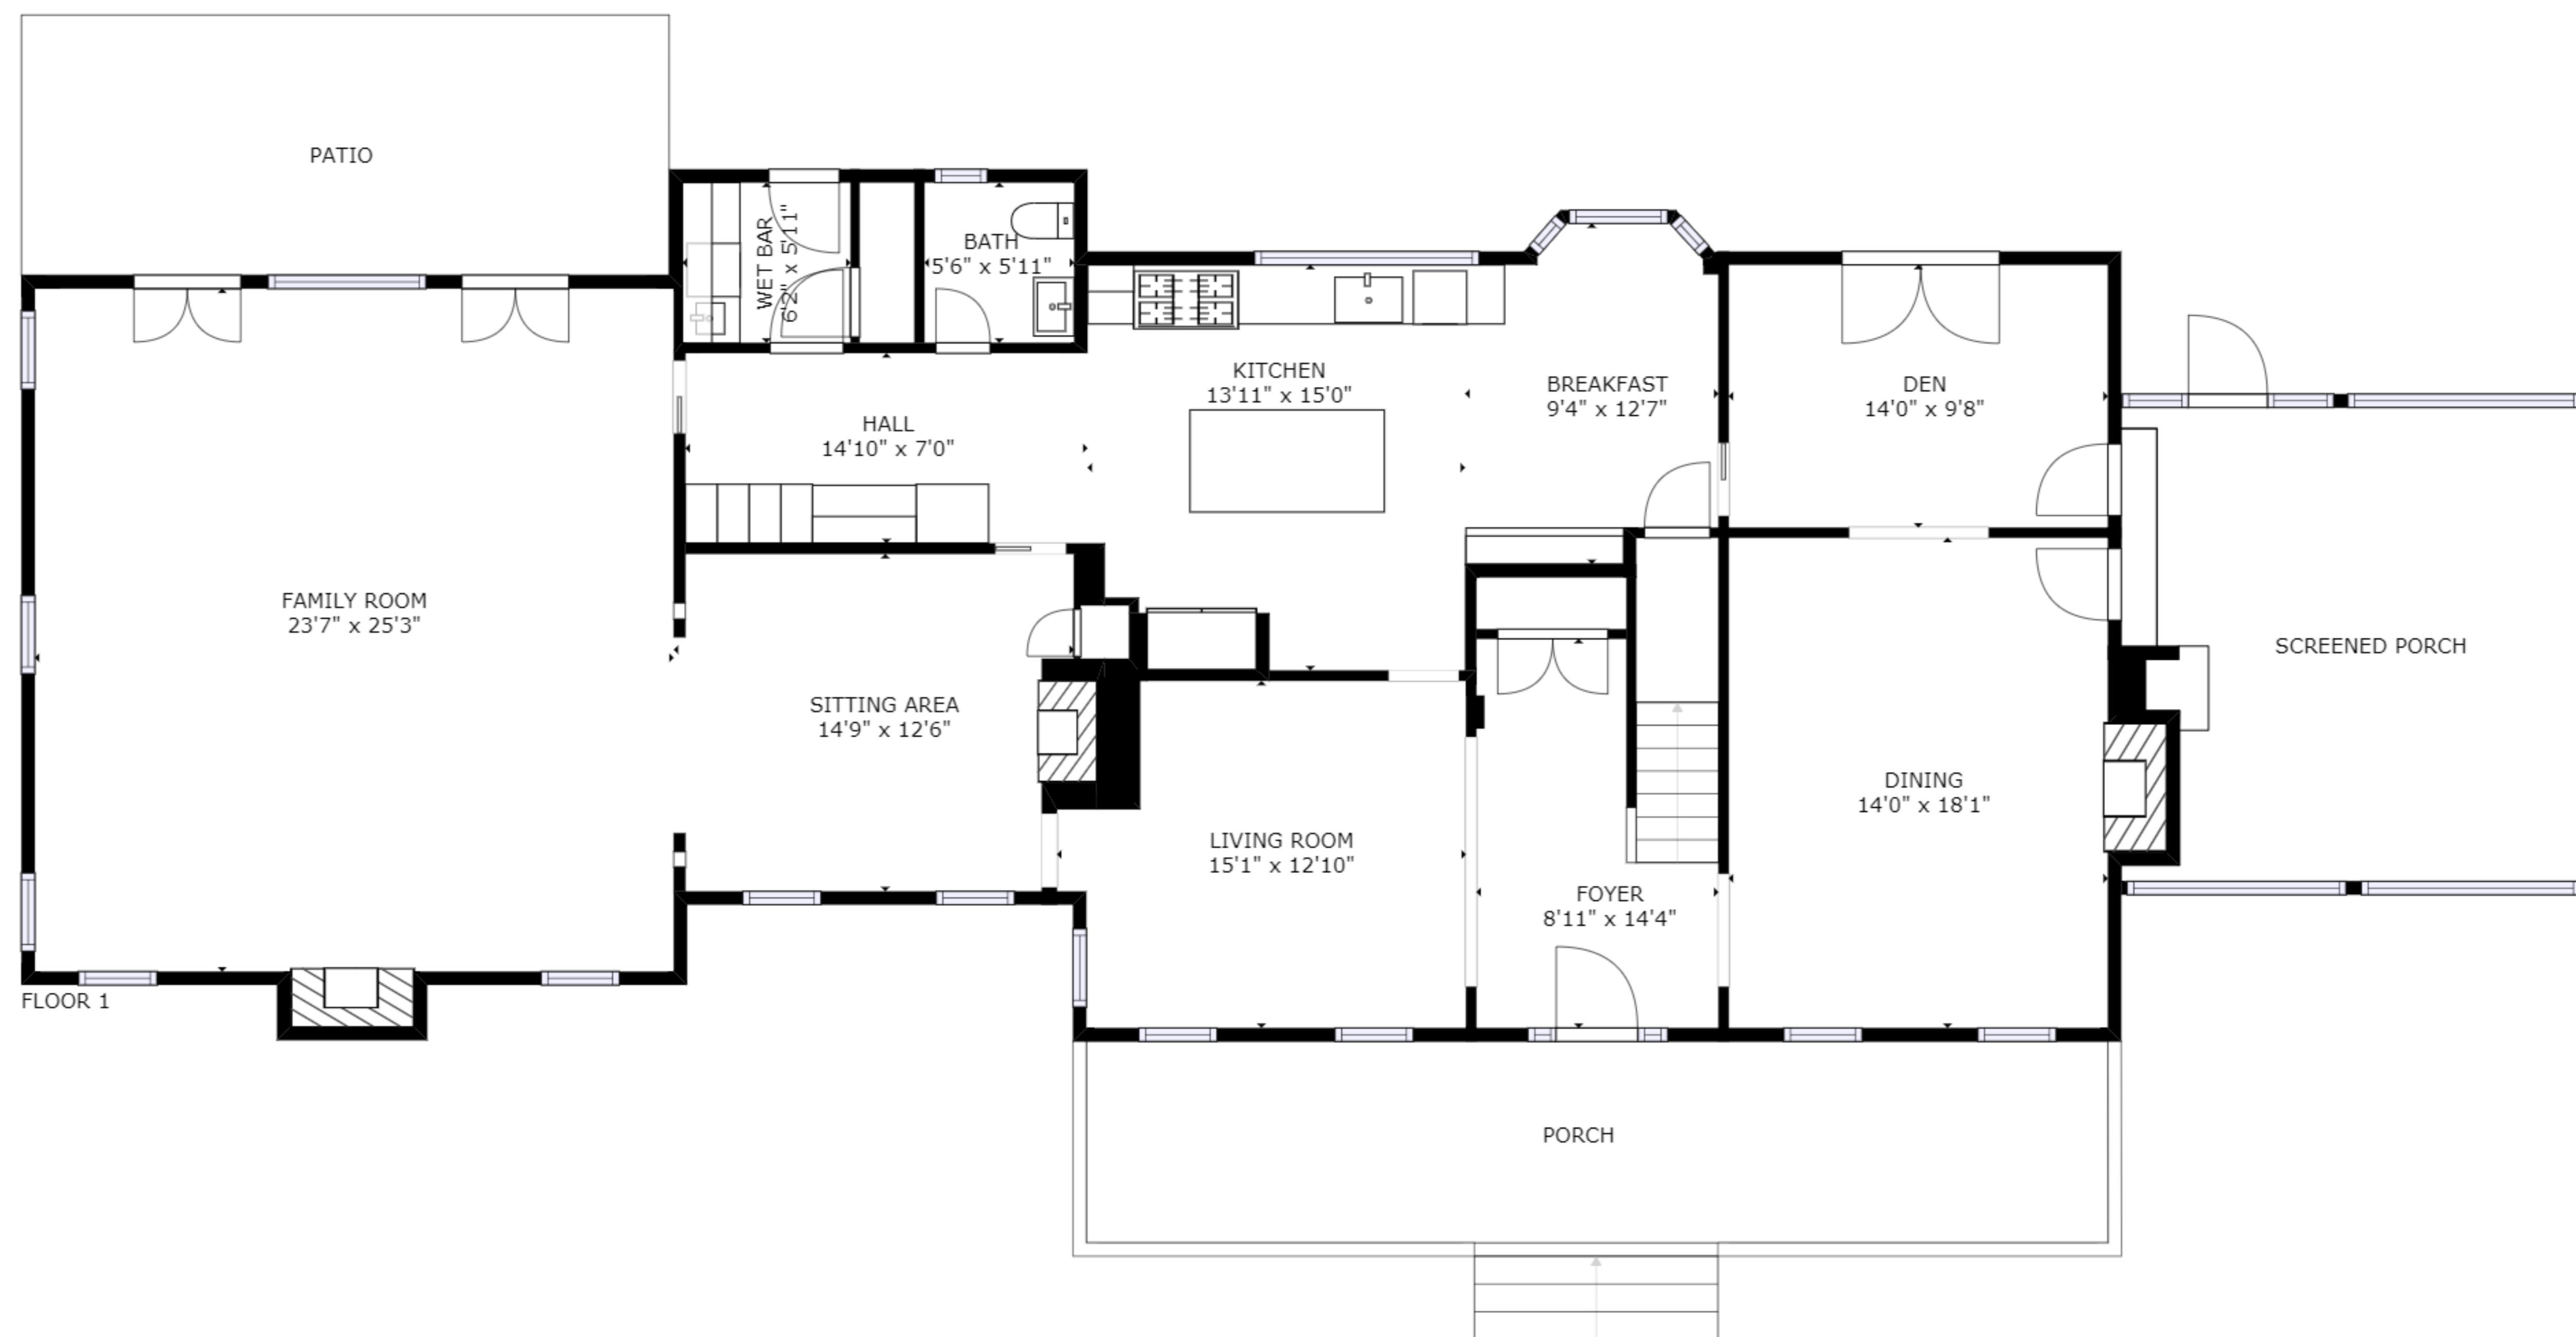 PATIO
WET BAR
6'2" x 5'11"
BATH
5'6" x 5'11"
KITCHEN
13'11" x 15'0"
BREAKFAST
9'4" x 12'7"
DEN
14'0" x 9'8"
HALL
14'10" x 7'0"
FAMILY ROOM
23'7" x 25'3"
SCREENED PORCH
SITTING AREA
14'9" x 12'6"
DINING
14'0" x 18'1"
LIVING ROOM
15'1" x 12'10"
FOYER
8'11" x 14'4"
FLOOR 1
PORCH